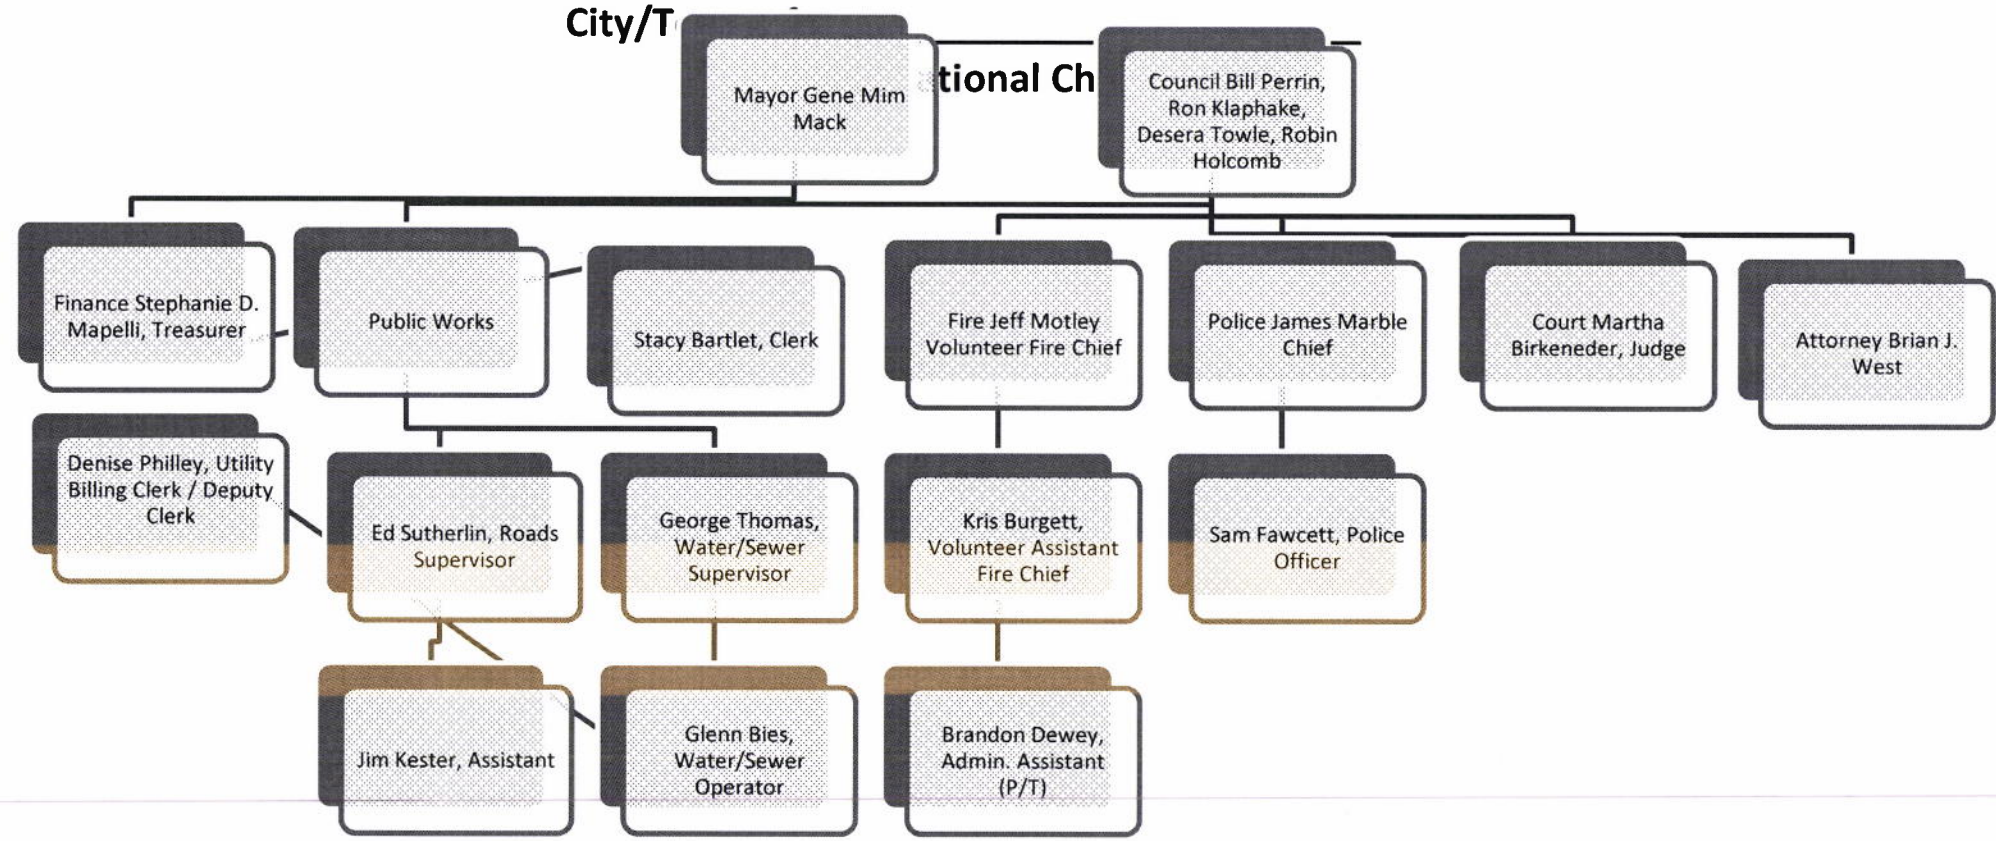 City/T
tional Ch
Mayor Gene Mim
Mack
Council Bill Perrin,
Ron Klaphake,
Desera Towle, Robin
Holcomb
Finance Stephanie D.
Mapelli, Treasurer
Public Works
Stacy Bartlet, Clerk
Fire Jeff Motley
Volunteer Fire Chief
Police James Marble
Chief
Court Martha
Birkeneder, Judge
Attorney Brian J.
West
Denise Philley, Utility
Billing Clerk / Deputy
Clerk
Ed Sutherlin, Roads
Supervisor
George Thomas,
Water/Sewer
Supervisor
Kris Burgett,
Volunteer Assistant
Fire Chief
Sam Fawcett, Police
Officer
Jim Kester, Assistant
Glenn Bies,
Water/Sewer
Operator
Brandon Dewey,
Admin. Assistant
(P/T)